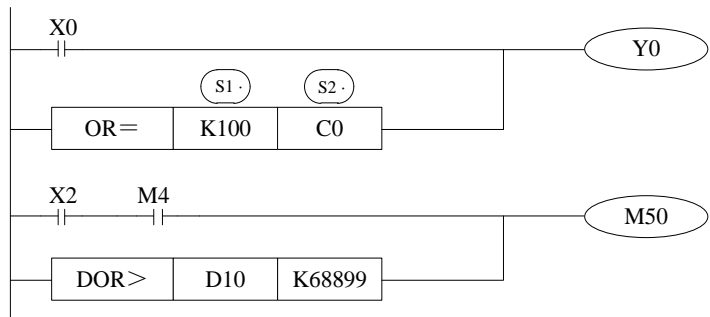 X0
Y0
S1· S2·
OR= K100 C0
X2 M4
M50
DOR> D10 K68899